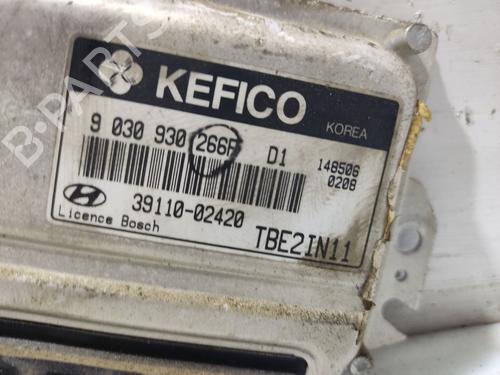 KEFICO
KOREA
9 030 930 266F D1
148506
0208
39110-02420
Licence Bosch
TBE2IN11
B-PARTS